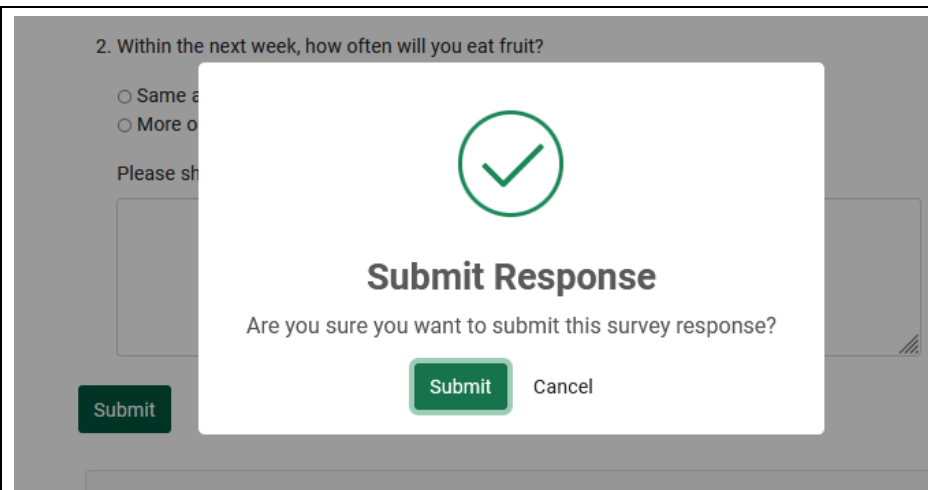 2. Within the next week, how often will you eat fruit?
Same
More
Please
Submit Response
Are you sure you want to submit this survey response?
Submit Cancel
Submit